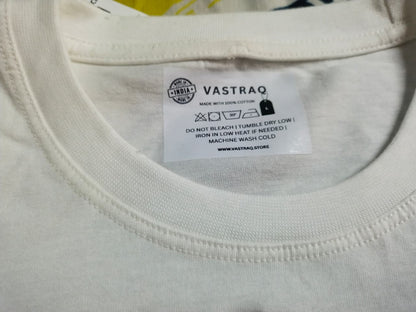 MADE IN
INDIA
VASTRAQ
MADE WITH 100% COTTON
30°
L
DO NOT BLEACH | TUMBLE DRY LOW |
IRON IN LOW HEAT IF NEEDED |
MACHINE WASH COLD
WWW.VASTRAQ.STORE